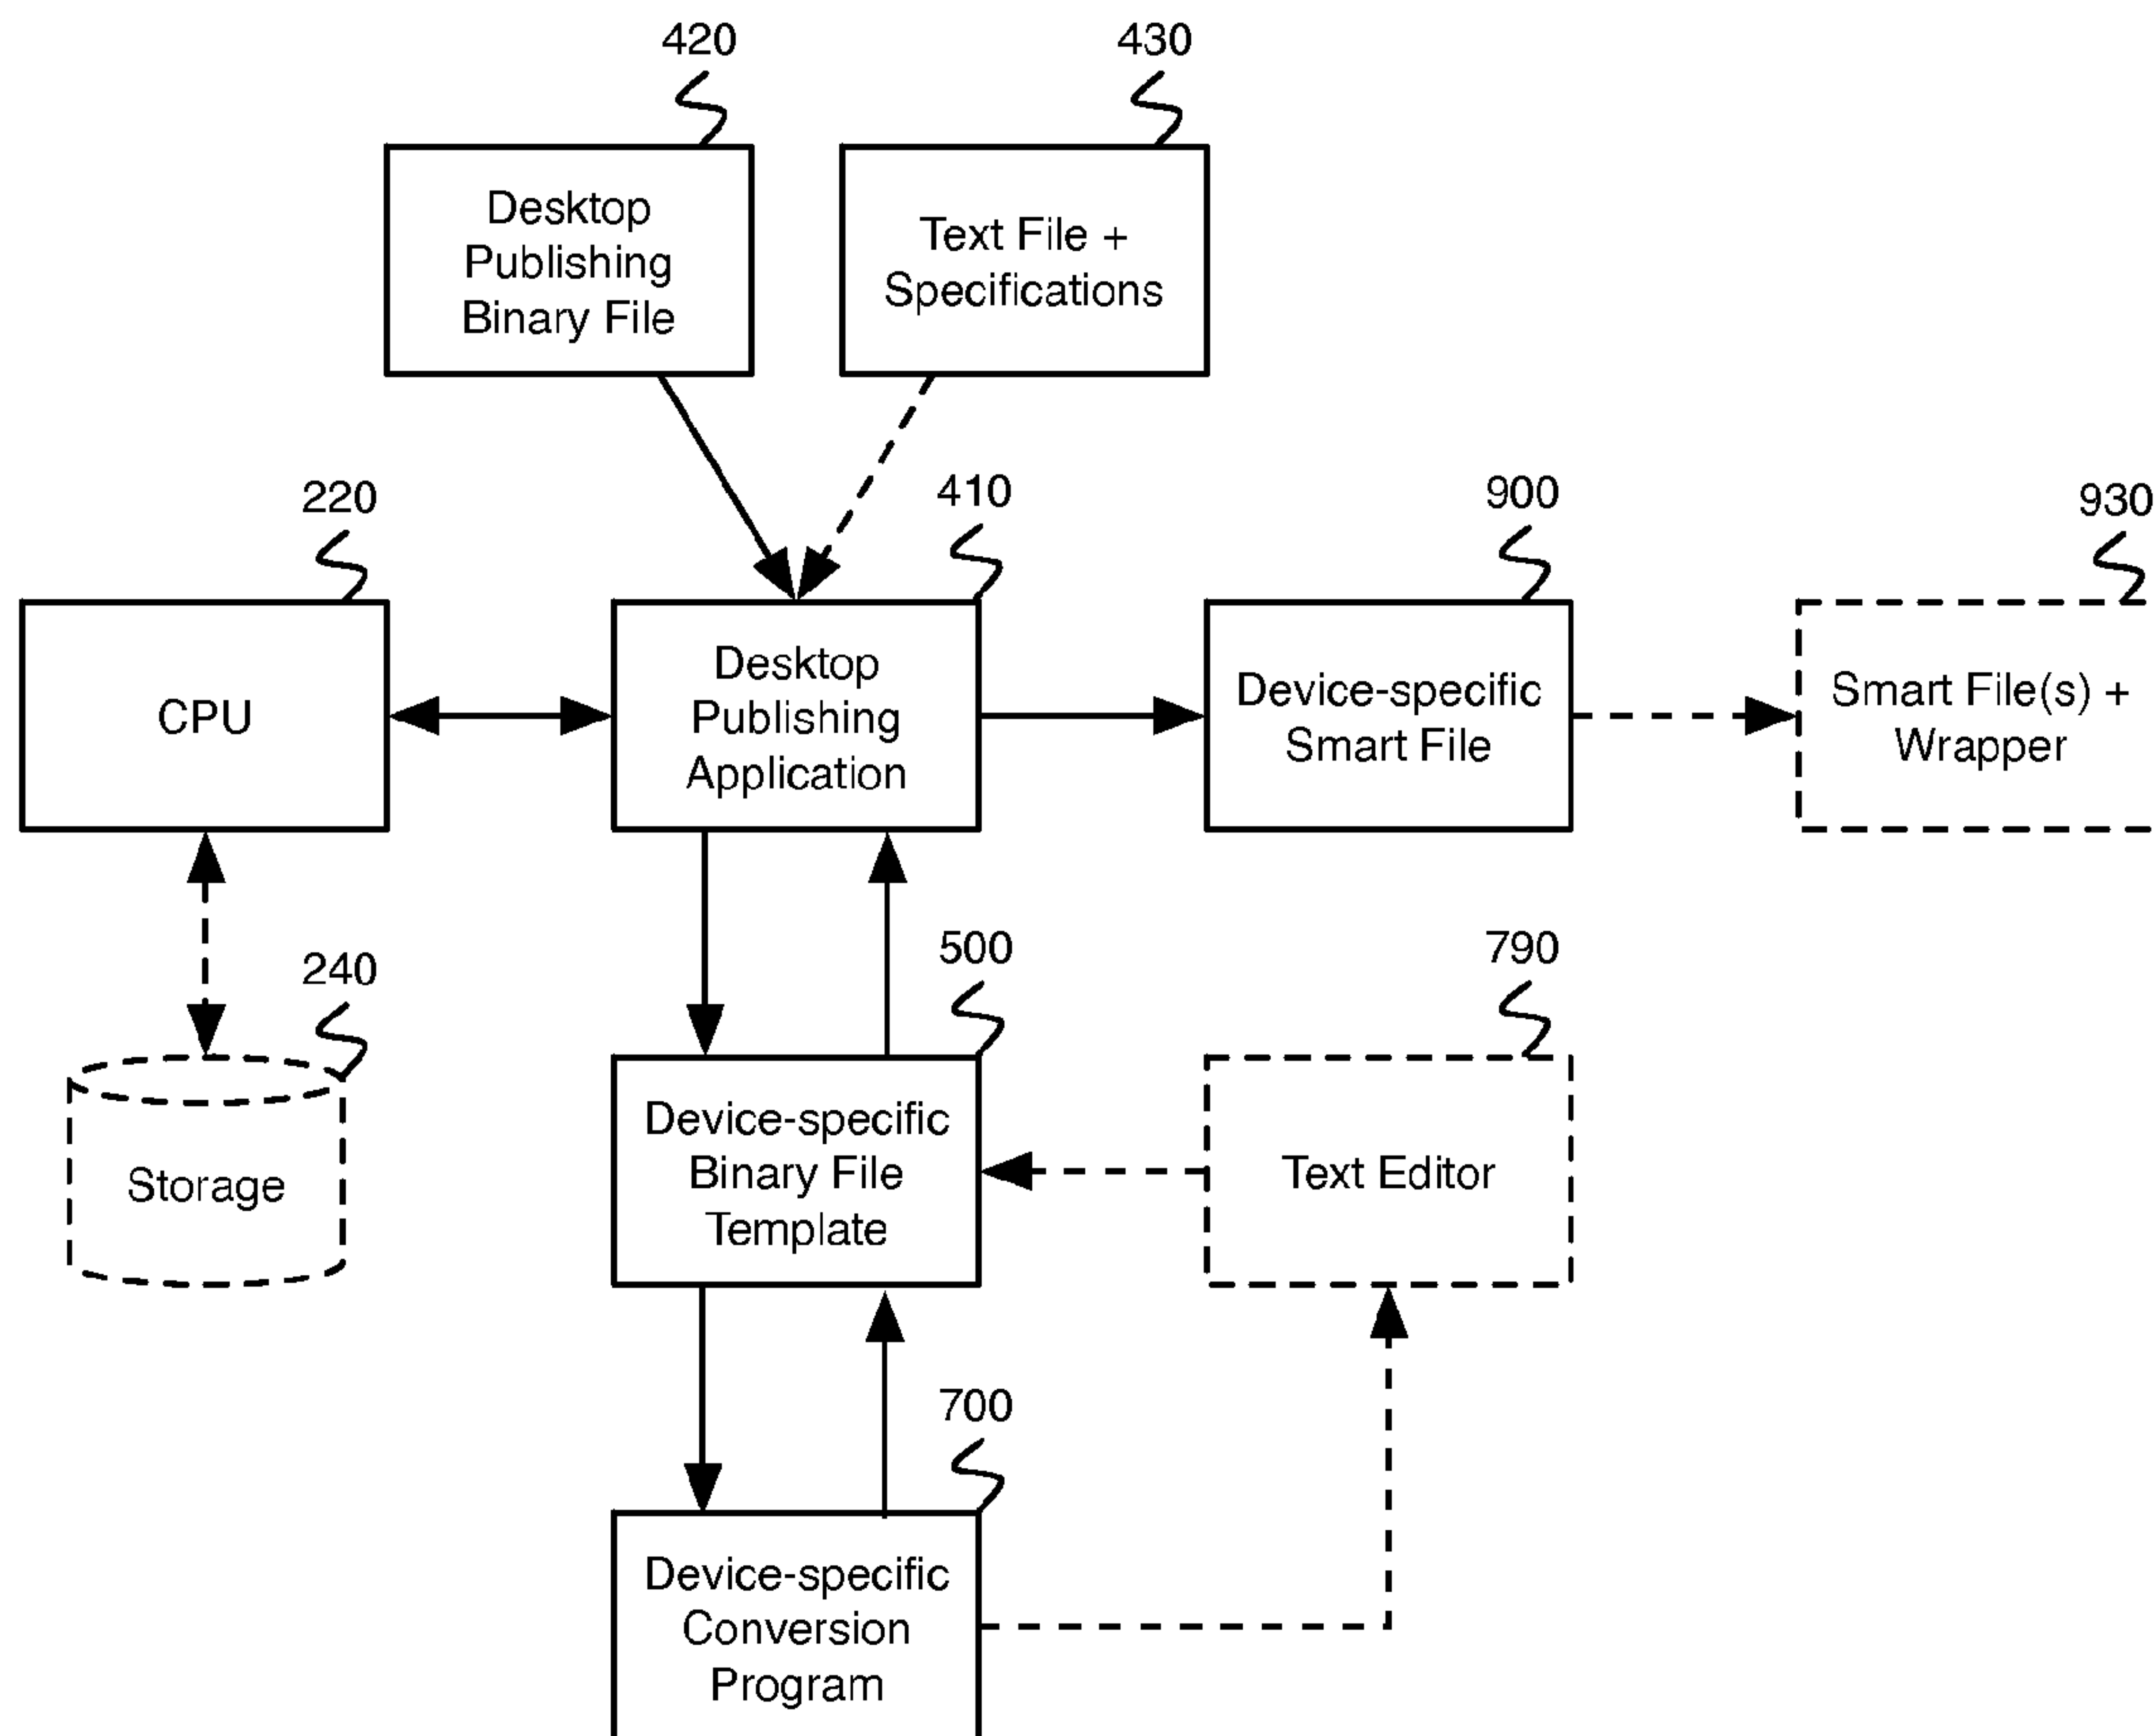 420
430
Desktop
Publishing
Binary File
Text File +
Specifications
220
410
900
930
CPU
Desktop
Publishing
Application
Device-specific
Smart File
Smart File(s) +
Wrapper
240
500
790
Storage
Device-specific
Binary File
Template
Text Editor
700
Device-specific
Conversion
Program